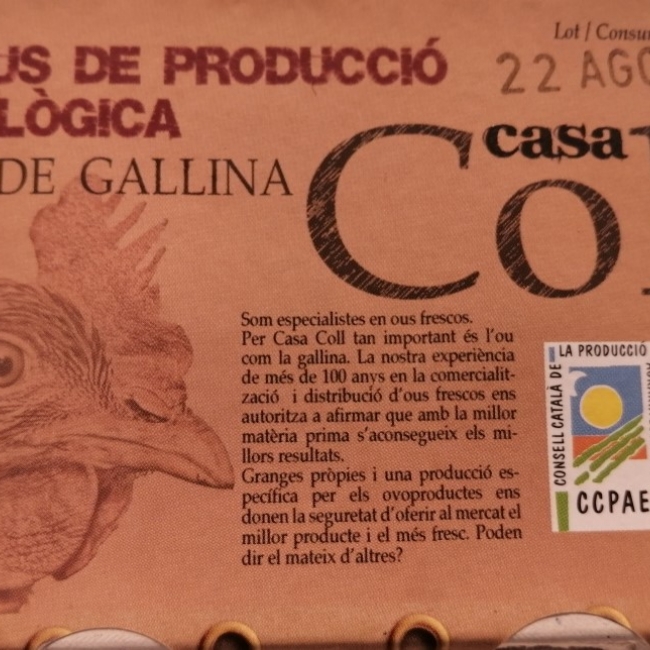 Lot / Consu
US DE PRODUCCIÓ
22 AGO
LÒGICA
casa
DE GALLINA
Co
Som especialistes en ous frescos.
Per Casa Coll tan important és l'ou
com la gallina. La nostra experiència
de més de 100 anys en la comercialit-
zació i distribució d'ous frescos ens
autoritza a afirmar que amb la millor
matèria prima s'aconsegueix els mi-
llors resultats.
Granges pròpies i una producció es-
pecífica per els ovoproductes ens
donen la seguretat d'oferir al mercat el
millor producte i el més fresc. Poden
dir el mateix d'altres?
CONSELL CATALÀ DE
LA PRODUCCIÓ
CCPAE